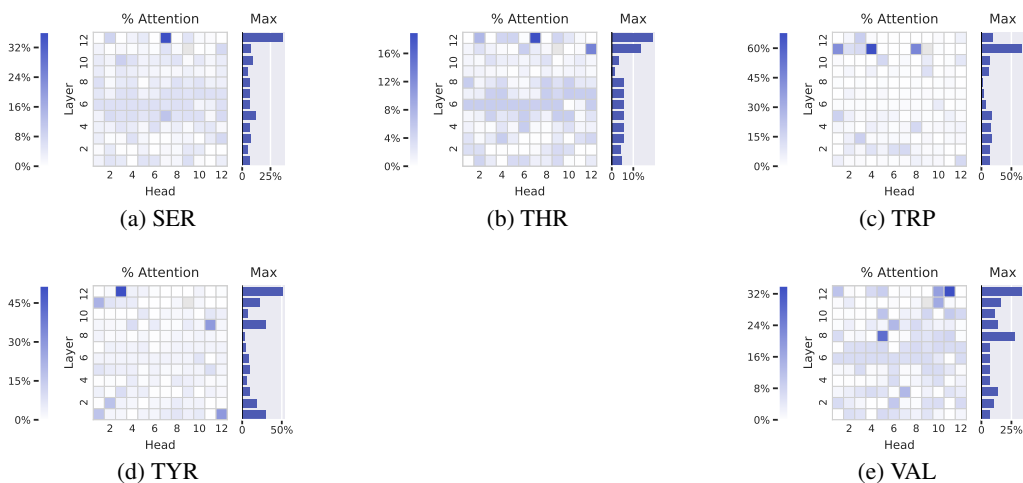 % Attention Max
32%
24%
16%
8%
0%
Layer
12
10
8
6
4
2
2 4 6 8 10 12
Head
0 25%
(a) SER
% Attention Max
16%
12%
8%
4%
0%
Layer
12
10
8
6
4
2
2 4 6 8 10 12
Head
0 10%
(b) THR
% Attention Max
60%
45%
30%
15%
0%
Layer
12
10
8
6
4
2
2 4 6 8 10 12
Head
0 50%
(c) TRP
% Attention Max
45%
30%
15%
0%
Layer
12
10
8
6
4
2
2 4 6 8 10 12
Head
0 50%
(d) TYR
% Attention Max
32%
24%
16%
8%
0%
Layer
12
10
8
6
4
2
2 4 6 8 10 12
Head
0 25%
(e) VAL